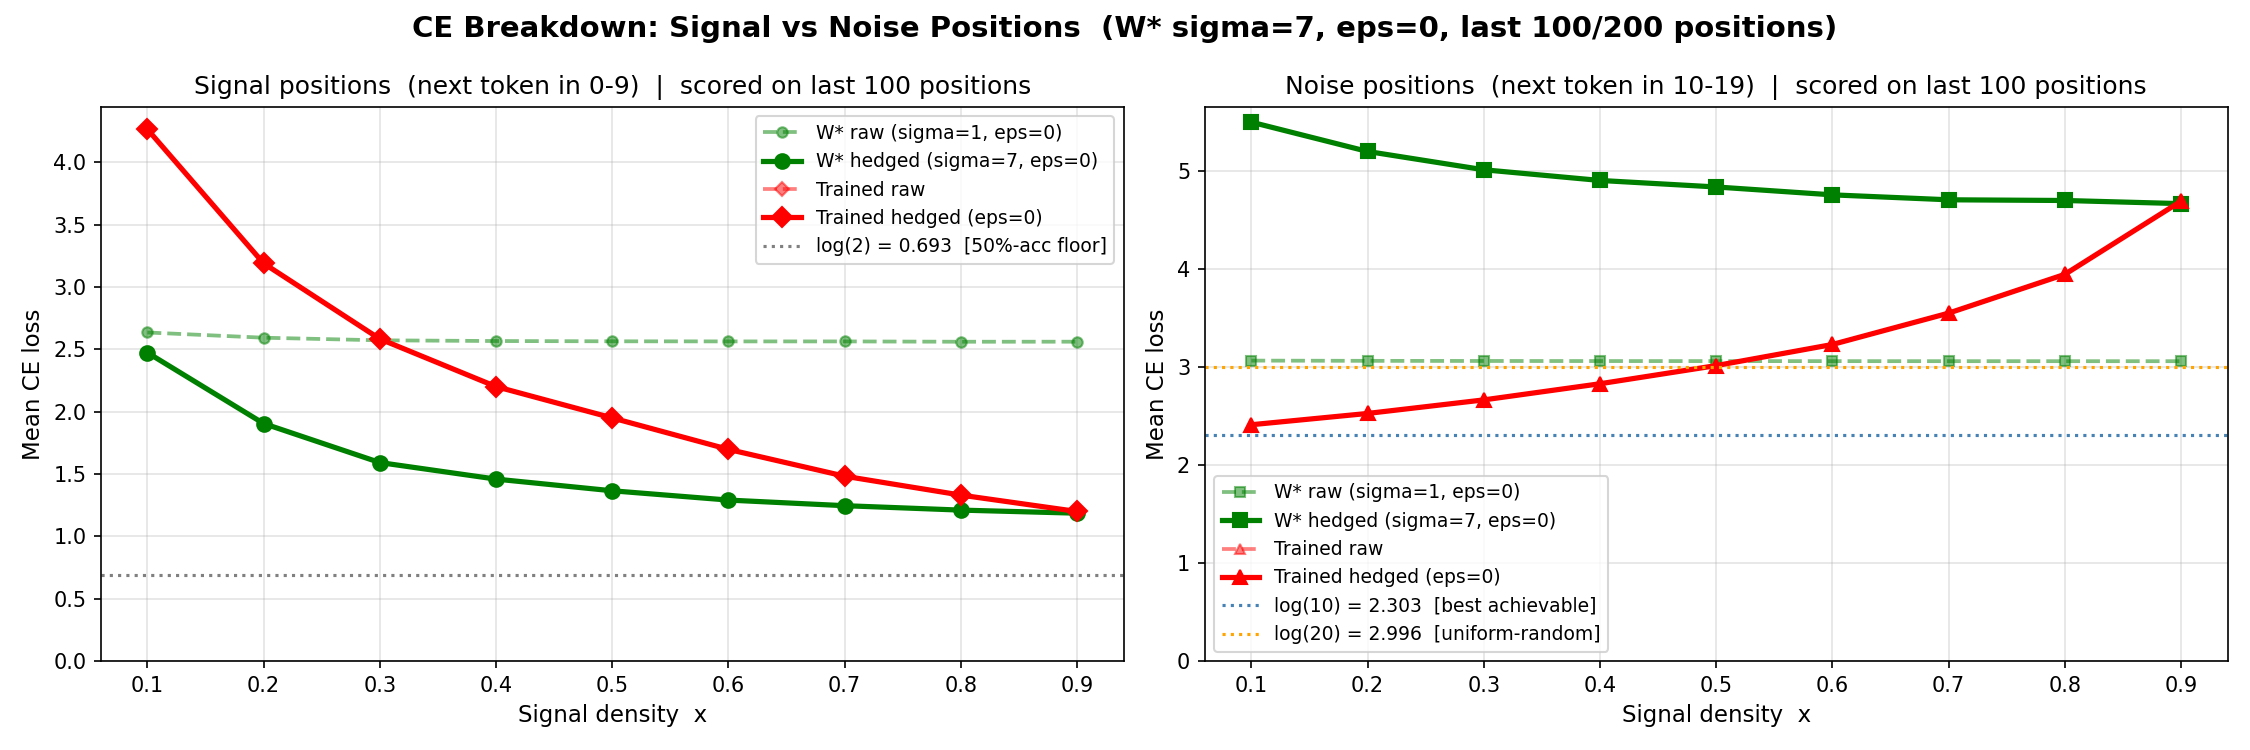 CE Breakdown: Signal vs Noise Positions (W* sigma=7, eps=0, last 100/200 positions)
Signal positions (next token in 0-9) | scored on last 100 positions
Mean CE loss
4.0
3.5
3.0
2.5
2.0
1.5
1.0
0.5
0.0
W* raw (sigma=1, eps=0)
W* hedged (sigma=7, eps=0)
Trained raw
Trained hedged (eps=0)
log(2) = 0.693 [50%-acc floor]
0.1 0.2 0.3 0.4 0.5 0.6 0.7 0.8 0.9
Signal density x
Noise positions (next token in 10-19) | scored on last 100 positions
Mean CE loss
5
4
3
2
1
0
W* raw (sigma=1, eps=0)
W* hedged (sigma=7, eps=0)
Trained raw
Trained hedged (eps=0)
log(10) = 2.303 [best achievable]
log(20) = 2.996 [uniform-random]
0.1 0.2 0.3 0.4 0.5 0.6 0.7 0.8 0.9
Signal density x